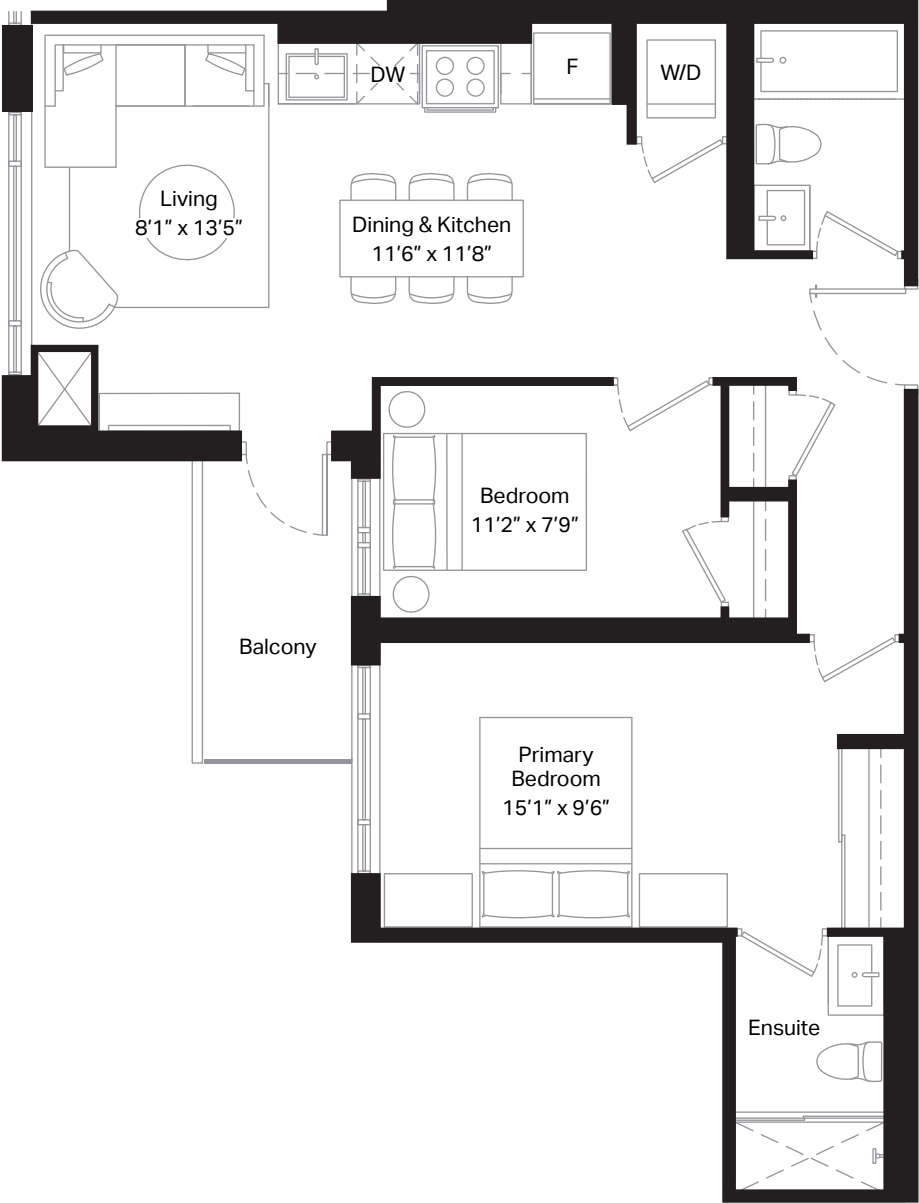 DW
F
W/D
Living
8'1" x 13'5"
Dining & Kitchen
11'6" x 11'8"
Bedroom
11'2" x 7'9"
Balcony
Primary
Bedroom
15'1" x 9'6"
Ensuite